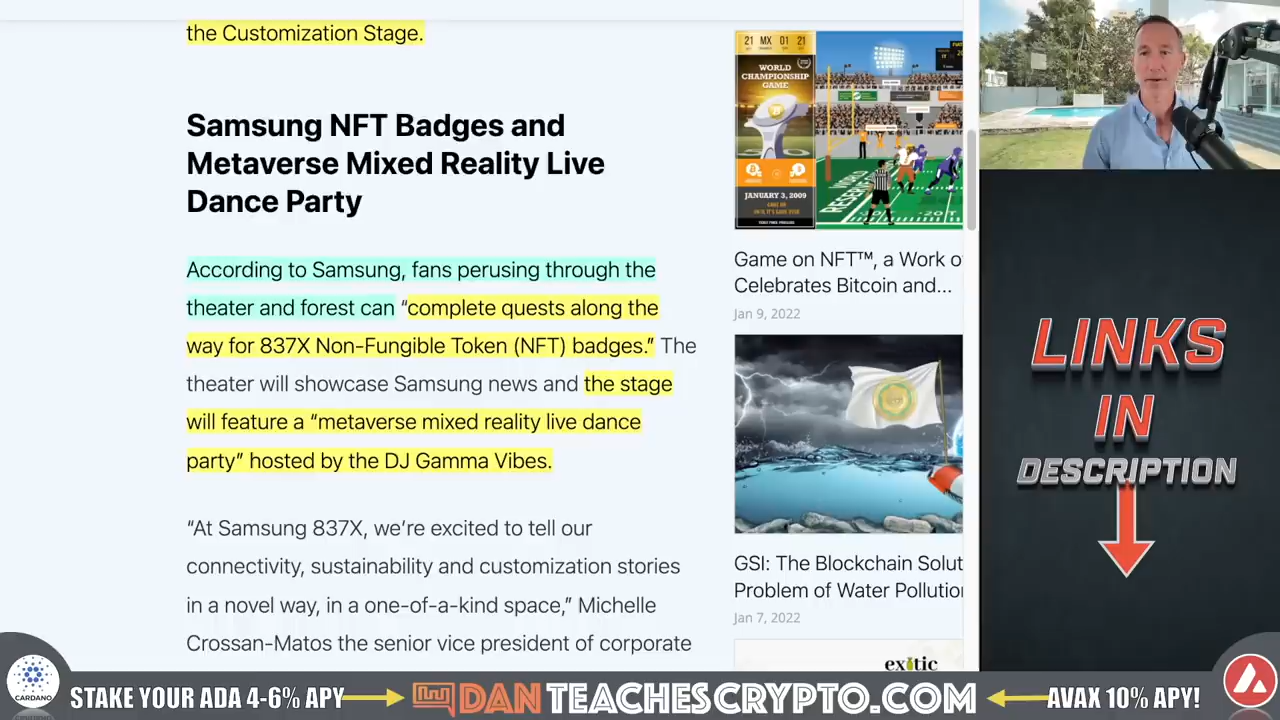 the Customization Stage.
Samsung NFT Badges and
Metaverse Mixed Reality Live
Dance Party
According to Samsung, fans perusing through the
theater and forest can “complete quests along the
way for 837X Non-Fungible Token (NFT) badges.” The
theater will showcase Samsung news and the stage
will feature a “metaverse mixed reality live dance
party” hosted by the DJ Gamma Vibes.
“At Samsung 837X, we’re excited to tell our
connectivity, sustainability and customization stories
in a novel way, in a one-of-a-kind space,” Michelle
Crossan-Matos the senior vice president of corporate
21 MX 01 21
WORLD
CHAMPIONSHIP
GAME
JANUARY 3, 2009
Game on NFT™, a Work o
Celebrates Bitcoin and...
Jan 9, 2022
GSI: The Blockchain Solut
Problem of Water Pollution
Jan 7, 2022
exitic
LINKS
IN
DESCRIPTION
CARDANO
STAKE YOUR ADA 4-6% APY
DANTEACHESCRYPTO.COM
AVAX 10% APY!